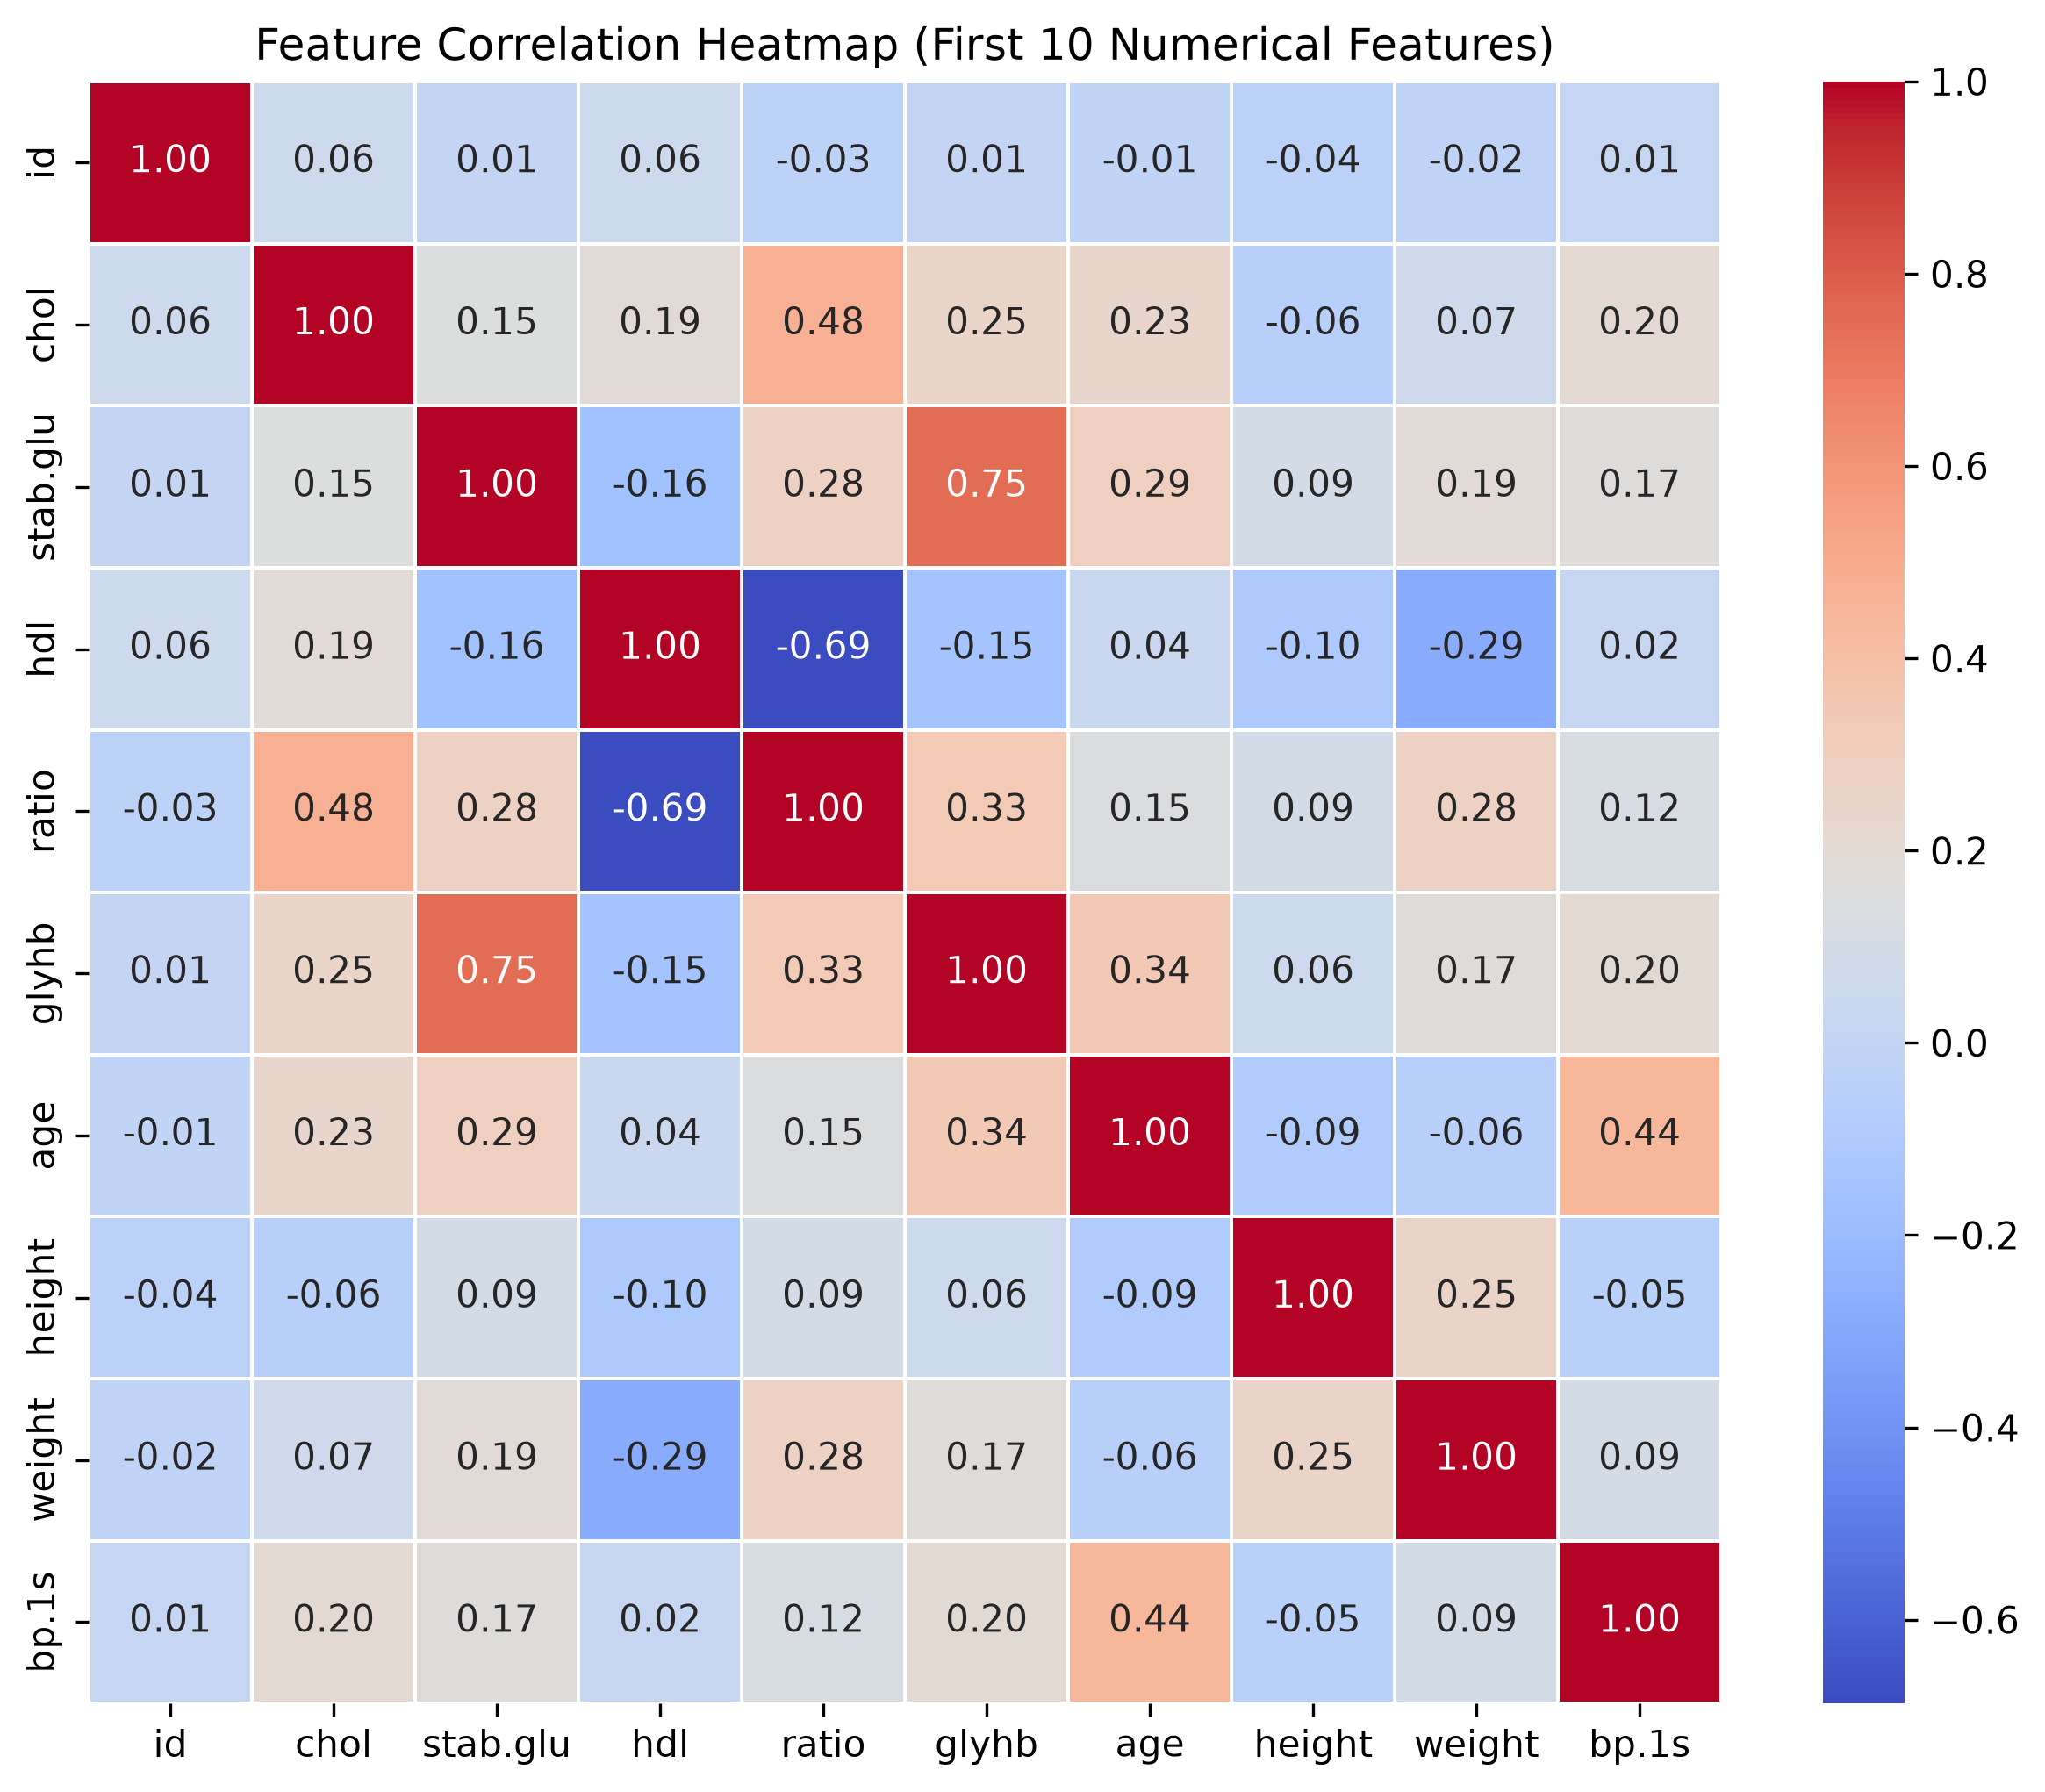 Feature Correlation Heatmap (First 10 Numerical Features)
id 1.00 0.06 0.01 0.06 -0.03 0.01 -0.01 -0.04 -0.02 0.01
chol 0.06 1.00 0.15 0.19 0.48 0.25 0.23 -0.06 0.07 0.20
stab.glu 0.01 0.15 1.00 -0.16 0.28 0.75 0.29 0.09 0.19 0.17
hdl 0.06 0.19 -0.16 1.00 -0.69 -0.15 0.04 -0.10 -0.29 0.02
ratio -0.03 0.48 0.28 -0.69 1.00 0.33 0.15 0.09 0.28 0.12
glyhb 0.01 0.25 0.75 -0.15 0.33 1.00 0.34 0.06 0.17 0.20
age -0.01 0.23 0.29 0.04 0.15 0.34 1.00 -0.09 -0.06 0.44
height -0.04 -0.06 0.09 -0.10 0.09 0.06 -0.09 1.00 0.25 -0.05
weight -0.02 0.07 0.19 -0.29 0.28 0.17 -0.06 0.25 1.00 0.09
bp.1s 0.01 0.20 0.17 0.02 0.12 0.20 0.44 -0.05 0.09 1.00
id chol stab.glu hdl ratio glyhb age height weight bp.1s
1.0
0.8
0.6
0.4
0.2
0.0
−0.2
−0.4
−0.6